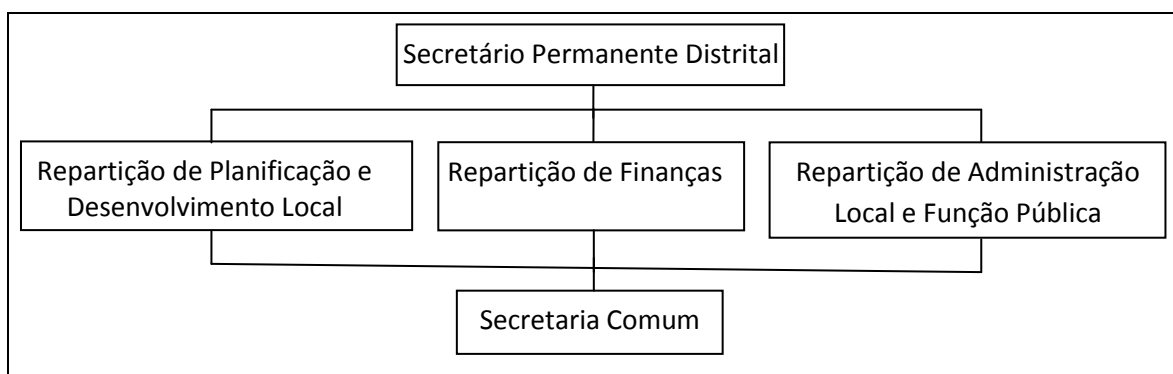 Secretário Permanente Distrital
Repartição de Planificação e
Desenvolvimento Local
Repartição de Finanças
Repartição de Administração
Local e Função Pública
Secretaria Comum